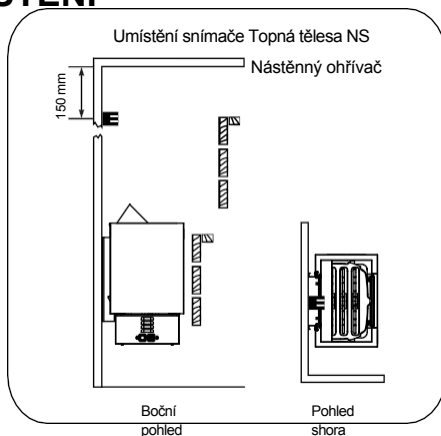 Umístění snímače Topná tělesa NS
Nástěnný ohřívač
150 mm
Boční
pohled
Pohled
shora